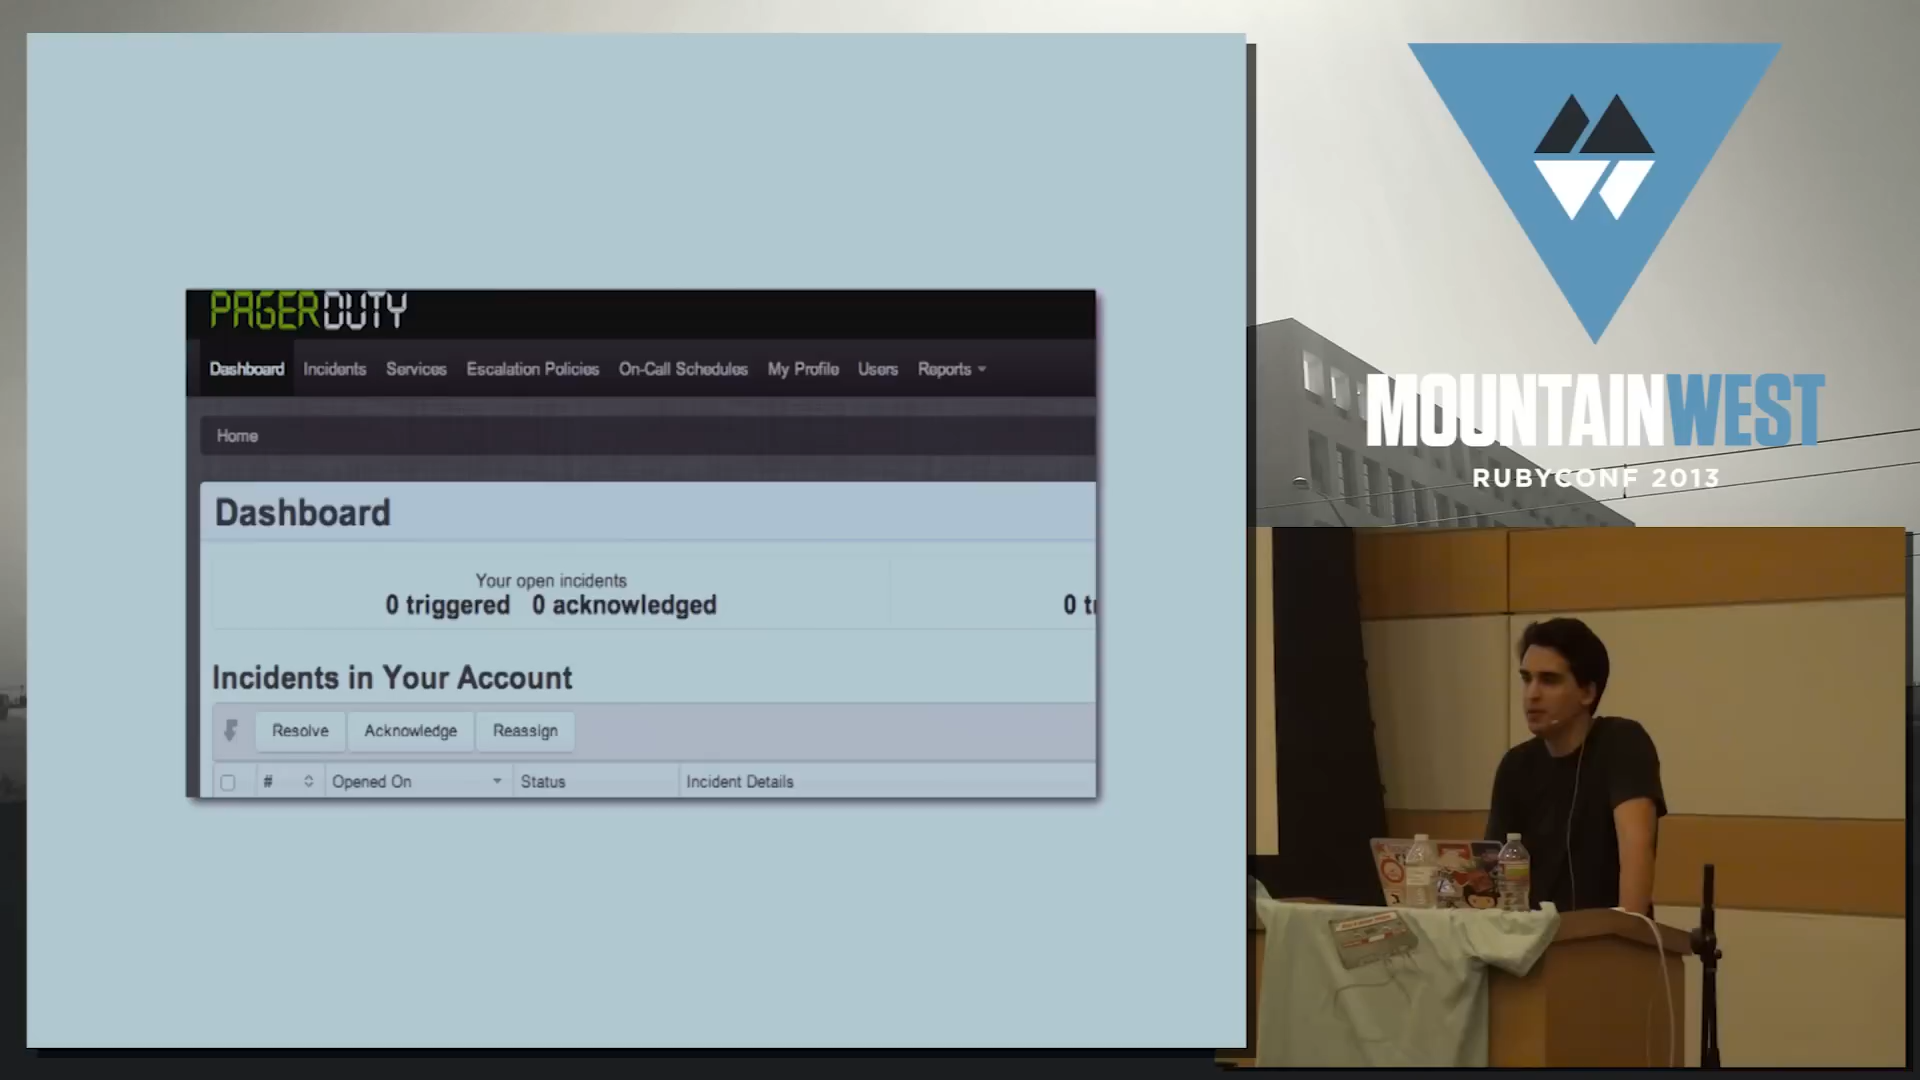 PAGERDUTY
Dashboard Incidents Services Escalation Policies On-Call Schedules My Profile Users Reports
Home
Dashboard
Your open incidents
0 triggered 0 acknowledged
0 t
Incidents in Your Account
Resolve Acknowledge Reassign
# Opened On Status Incident Details
MOUNTAINWEST
RUBYCONF 2013